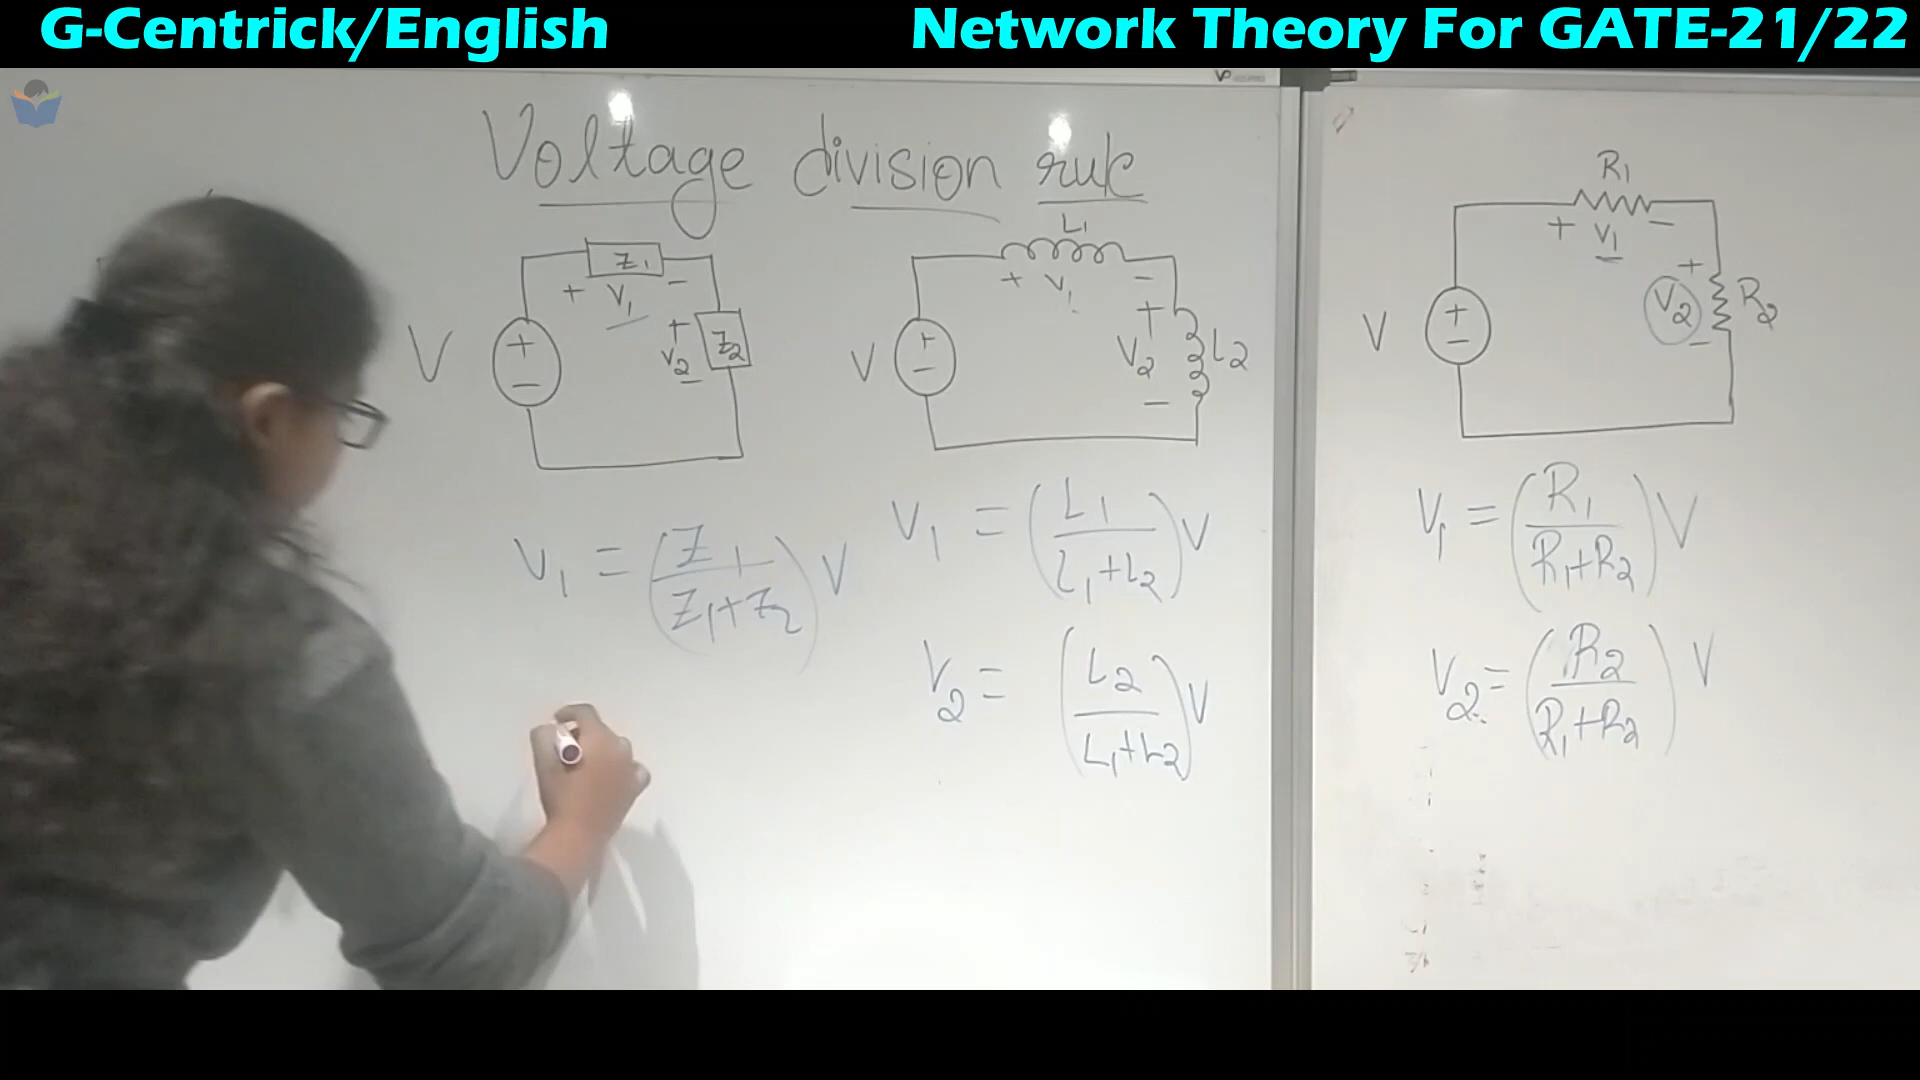 G-Centrick/English
Network Theory For GATE-21/22
VP
Voltage division rule
Z1
+ V1 -
+
V2
-
Z2
V
+
-
L1
+ V1 -
+
V2
-
L2
V
+
-
R1
+ V1 -
+
V2
-
R2
V
+
-
V1 = (Z1/Z1+Z2)V
V1 = (L1/L1+L2)V
V2 = (L2/L1+L2)V
V1 = (R1/R1+R2)V
V2 = (R2/R1+R2)V